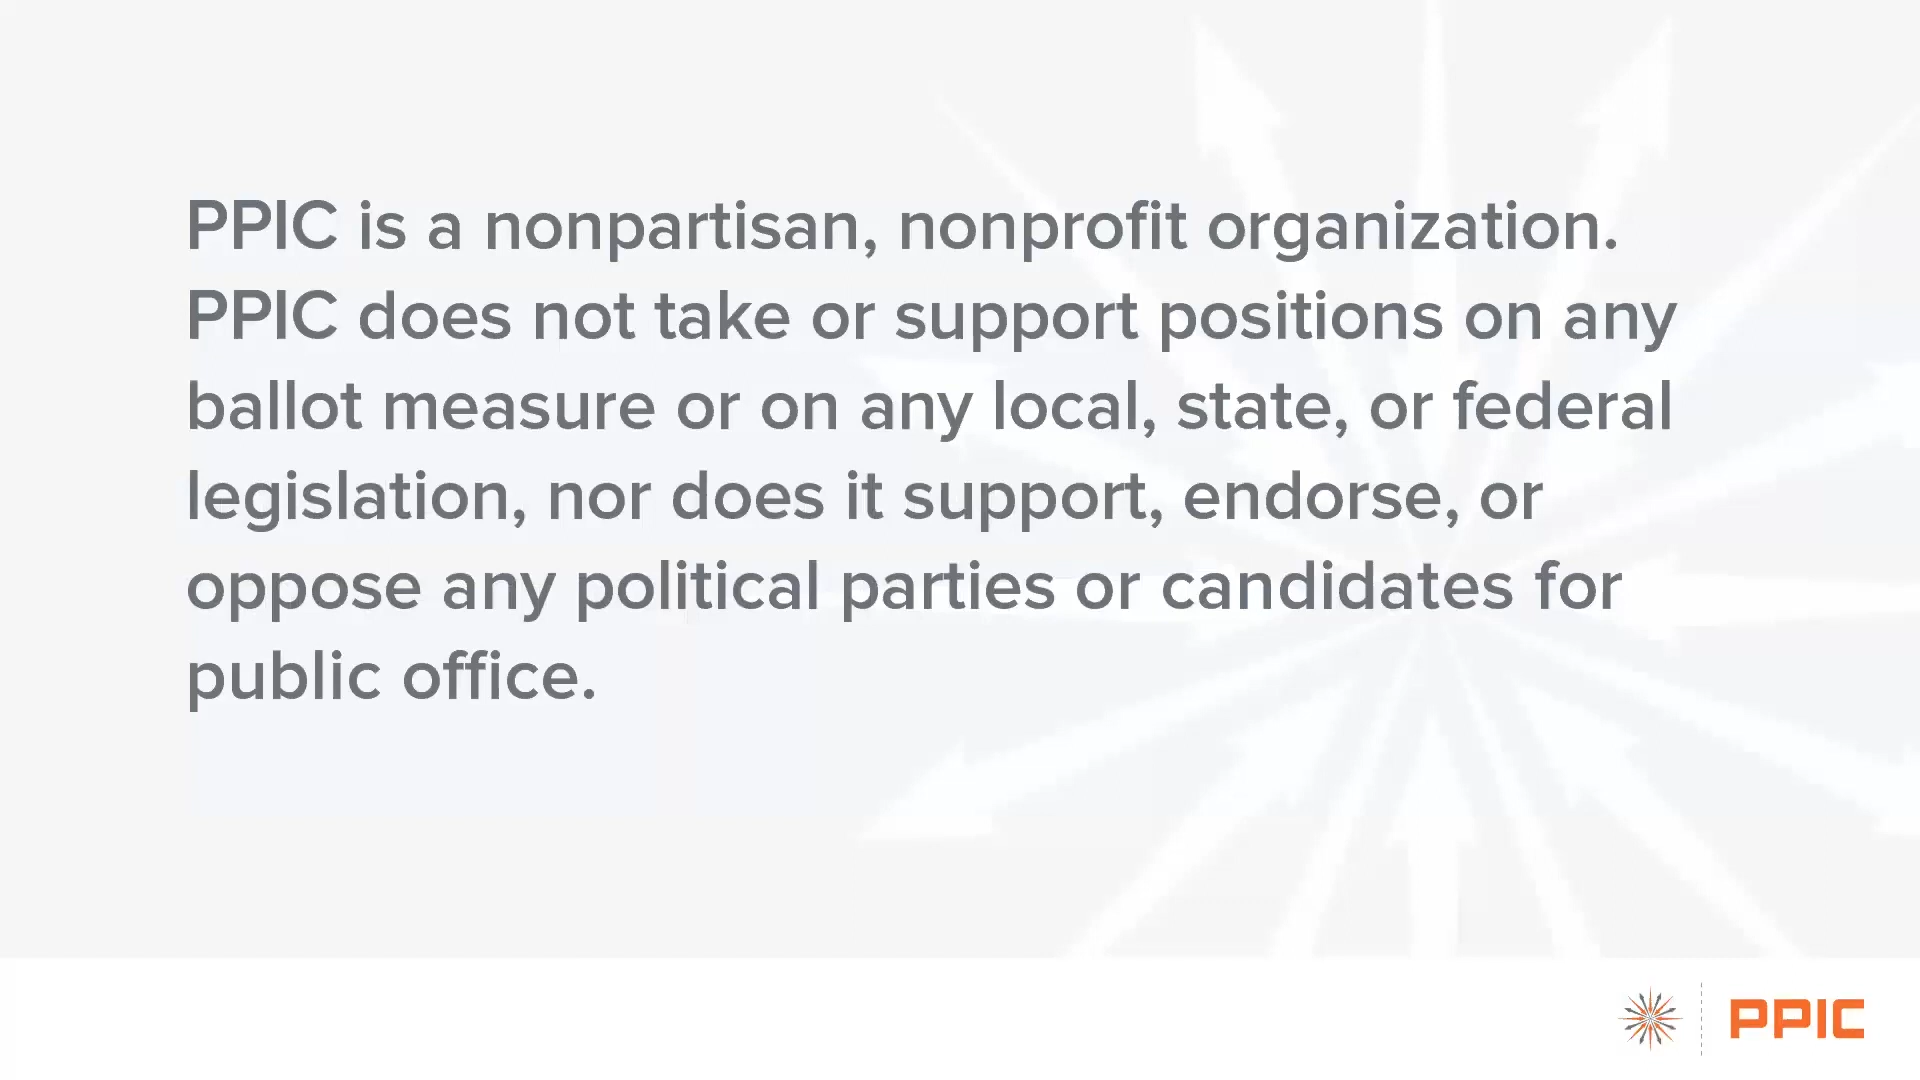 PPIC is a nonpartisan, nonprofit organization.
PPIC does not take or support positions on any
ballot measure or on any local, state, or federal
legislation, nor does it support, endorse, or
oppose any political parties or candidates for
public office.
PPIC